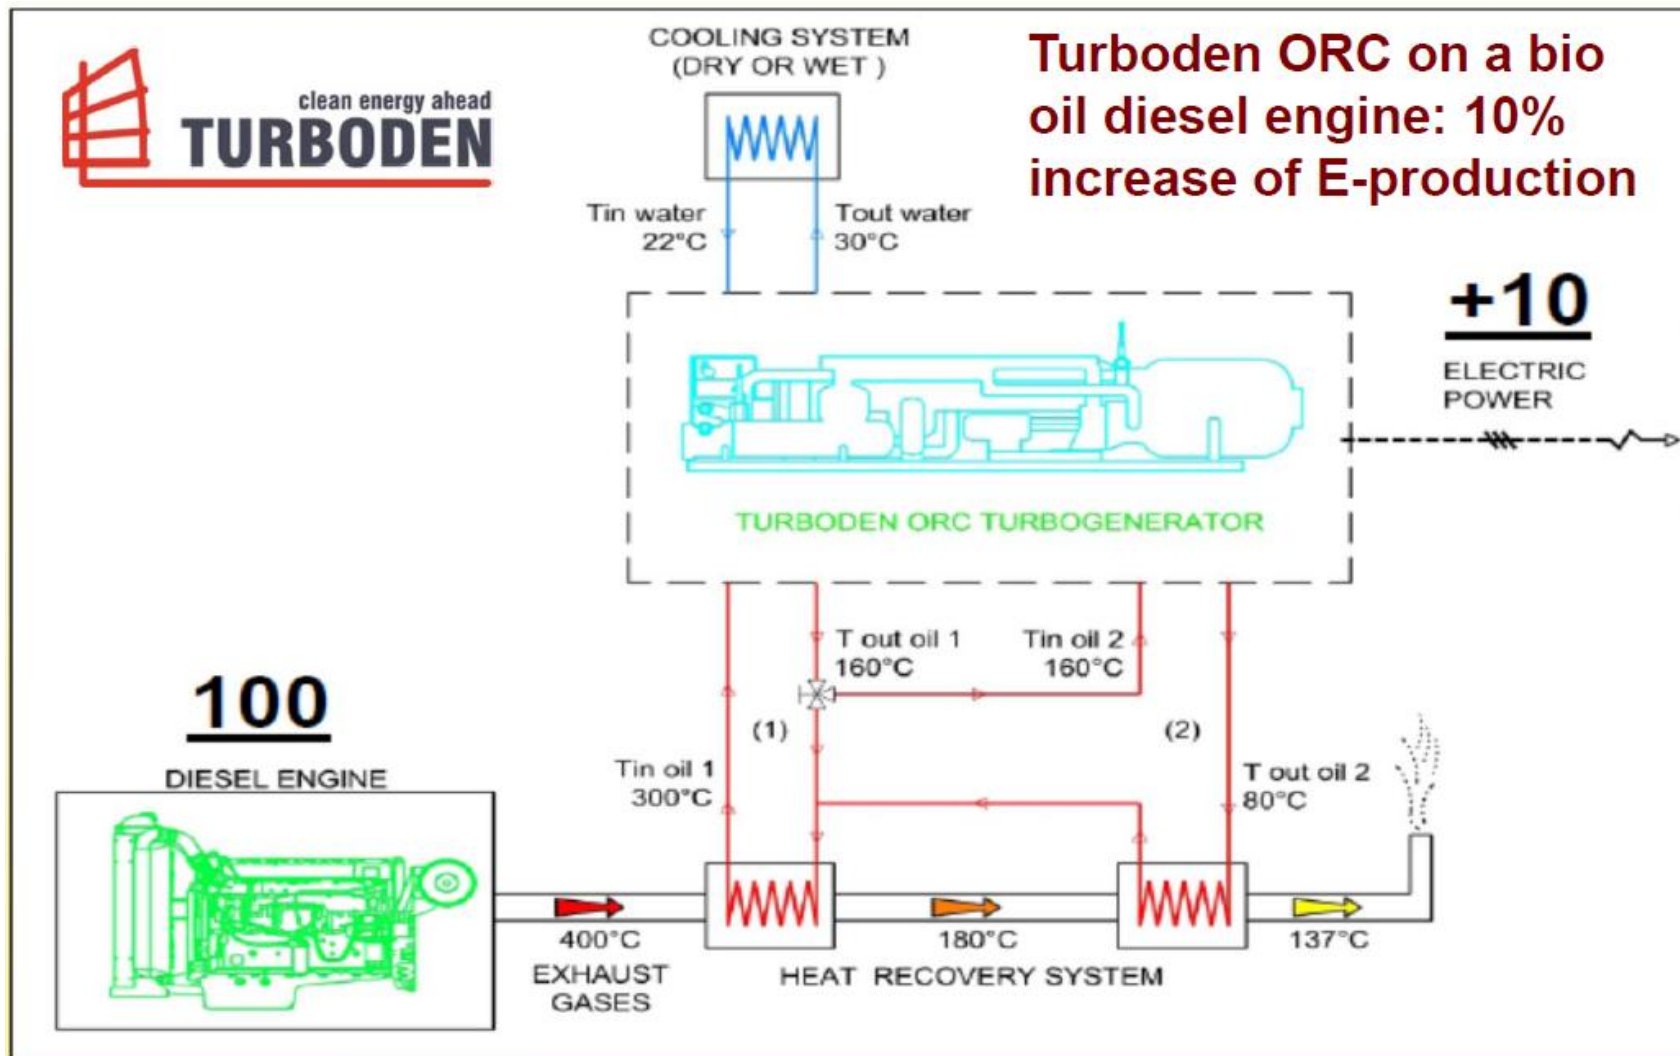 clean energy ahead
TURBODEN
COOLING SYSTEM
(DRY OR WET )
Turboden ORC on a bio
oil diesel engine: 10%
increase of E-production
Tin water
22°C
Tout water
30°C
+10
ELECTRIC
POWER
TURBODEN ORC TURBOGENERATOR
T out oil 1
160°C
Tin oil 2
160°C
100
DIESEL ENGINE
(1)
(2)
Tin oil 1
300°C
T out oil 2
80°C
400°C
EXHAUST
GASES
180°C
137°C
HEAT RECOVERY SYSTEM